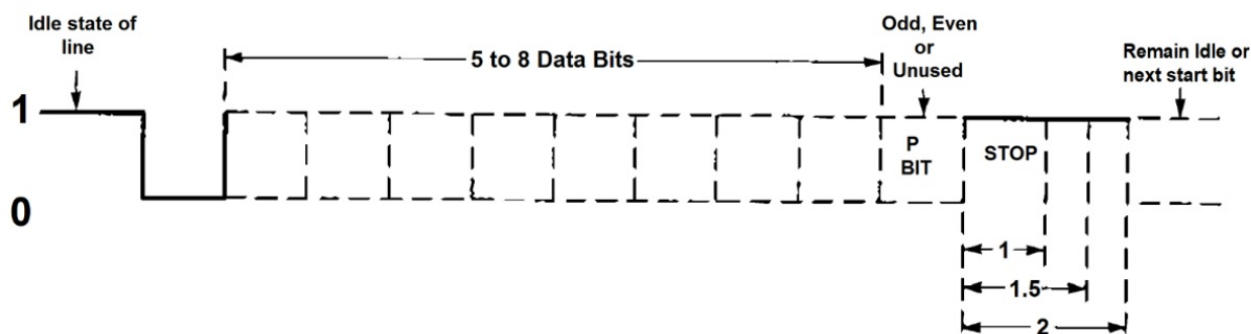 Idle state of
line
5 to 8 Data Bits
Odd, Even
or
Unused
Remain Idle or
next start bit
1
0
P
BIT
STOP
1
1.5
2